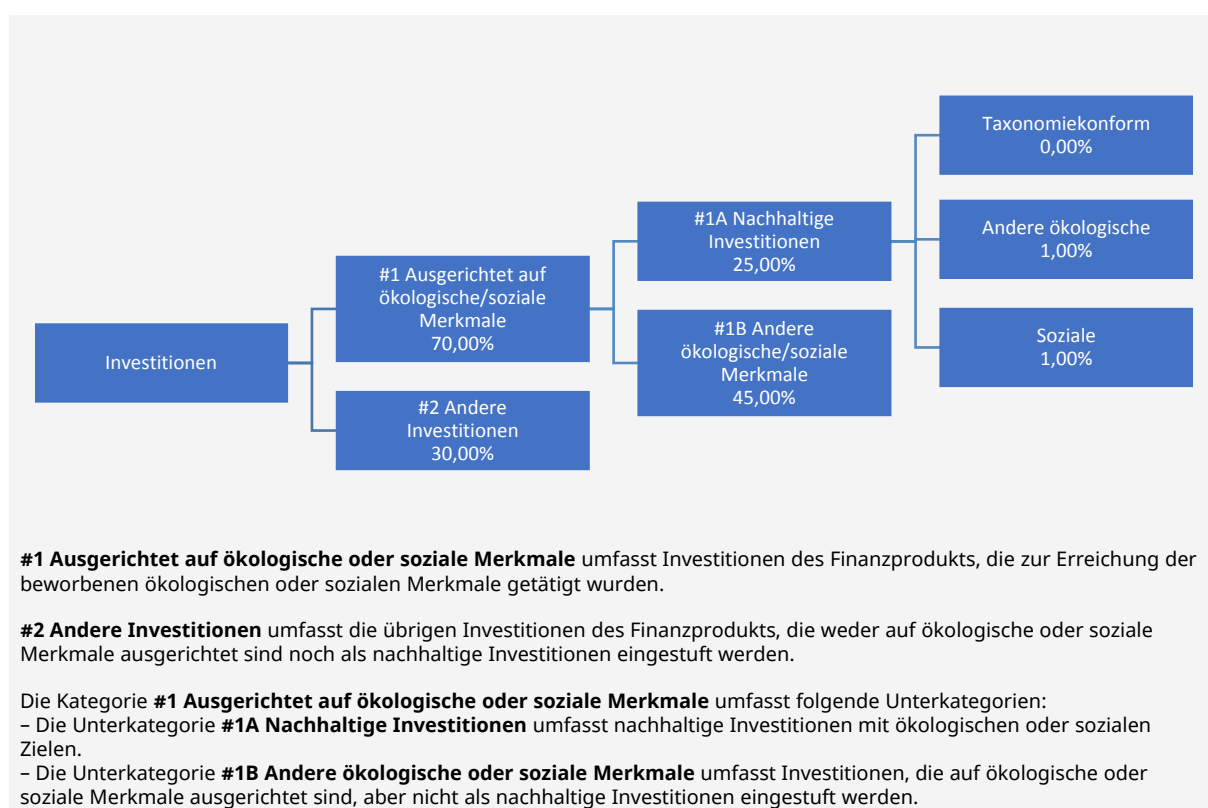 Investitionen
#1 Ausgerichtet auf
ökologische/soziale
Merkmale
70,00%
#2 Andere
Investitionen
30,00%
#1A Nachhaltige
Investitionen
25,00%
#1B Andere
ökologische/soziale
Merkmale
45,00%
Taxonomiekonform
0,00%
Andere ökologische
1,00%
Soziale
1,00%
#1 Ausgerichtet auf ökologische oder soziale Merkmale umfasst Investitionen des Finanzprodukts, die zur Erreichung der
beworbenen ökologischen oder sozialen Merkmale getätigt wurden.
#2 Andere Investitionen umfasst die übrigen Investitionen des Finanzprodukts, die weder auf ökologische oder soziale
Merkmale ausgerichtet sind noch als nachhaltige Investitionen eingestuft werden.
Die Kategorie #1 Ausgerichtet auf ökologische oder soziale Merkmale umfasst folgende Unterkategorien:
– Die Unterkategorie #1A Nachhaltige Investitionen umfasst nachhaltige Investitionen mit ökologischen oder sozialen
Zielen.
– Die Unterkategorie #1B Andere ökologische oder soziale Merkmale umfasst Investitionen, die auf ökologische oder
soziale Merkmale ausgerichtet sind, aber nicht als nachhaltige Investitionen eingestuft werden.